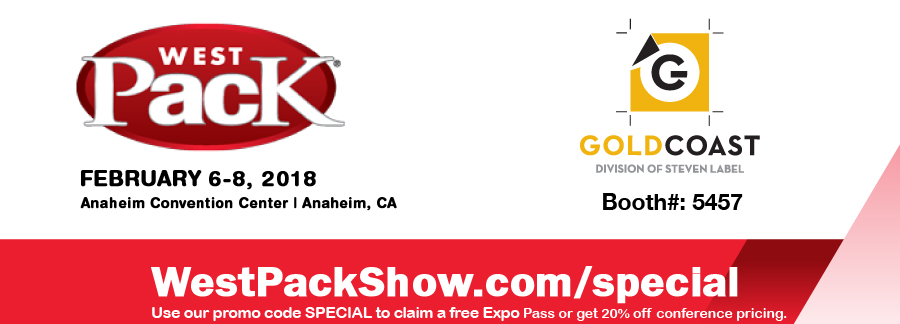 WEST
PacK
FEBRUARY 6-8, 2018
Anaheim Convention Center | Anaheim, CA
G
GOLDCOAST
DIVISION OF STEVEN LABEL
Booth#: 5457
WestPackShow.com/special
Use our promo code SPECIAL to claim a free Expo Pass or get 20% off conference pricing.